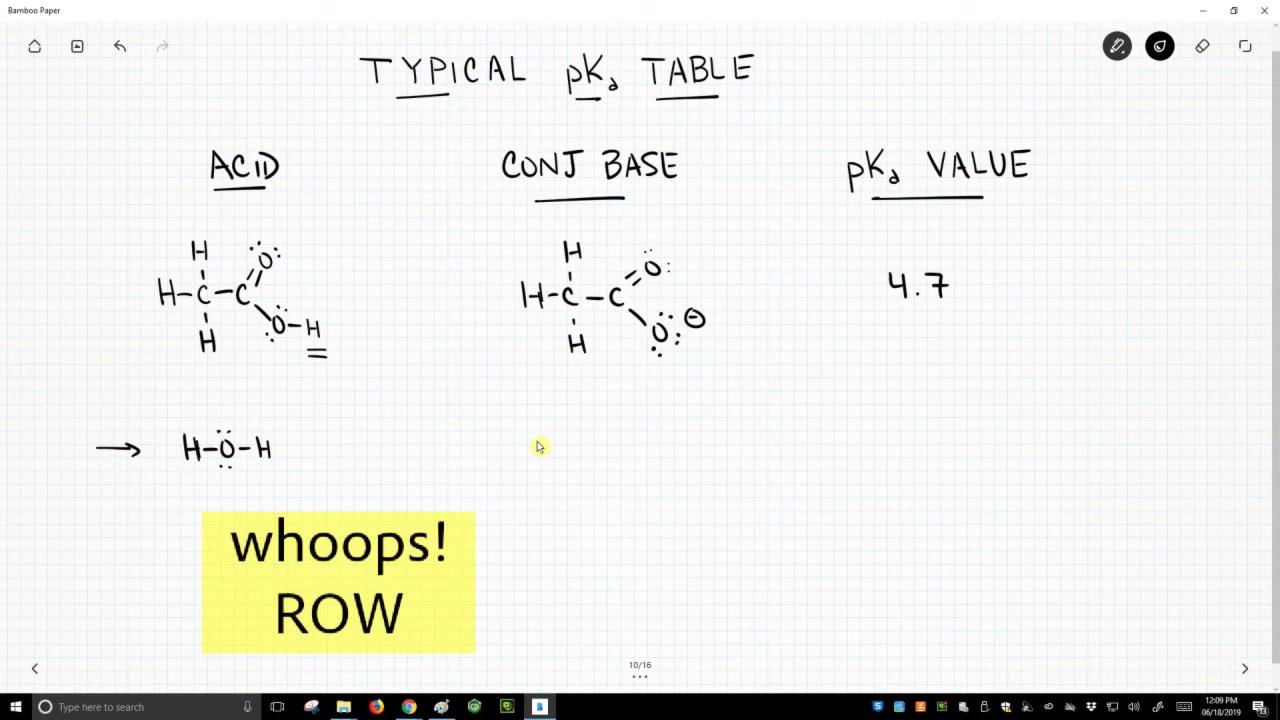 Bamboo Paper
TYPICAL pKa TABLE
ACID CONJ BASE pKa VALUE
H H
O O
H-C-C H-C-C 4.7
O-H O ⊖
H H
→ H-O-H
whoops!
ROW
10/16
Type here to search
12:09 PM
06/18/2019
13